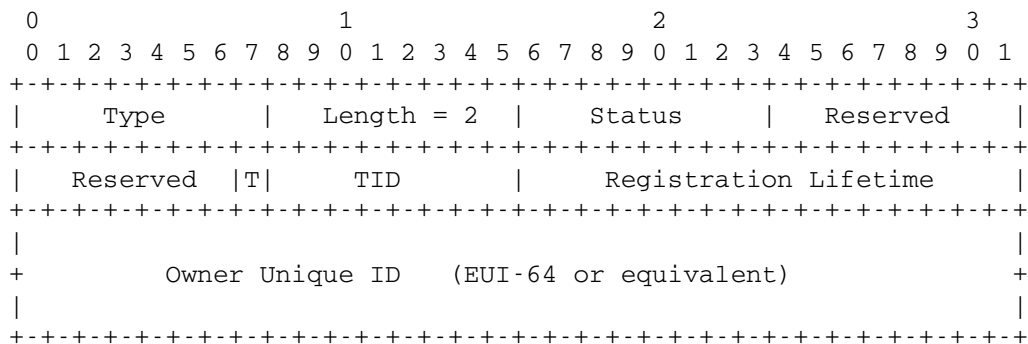 0                   1                   2                   3
 0 1 2 3 4 5 6 7 8 9 0 1 2 3 4 5 6 7 8 9 0 1 2 3 4 5 6 7 8 9 0 1
+-+-+-+-+-+-+-+-+-+-+-+-+-+-+-+-+-+-+-+-+-+-+-+-+-+-+-+-+-+-+-+-+
|     Type      |   Length = 2  |    Status     |   Reserved    |
+-+-+-+-+-+-+-+-+-+-+-+-+-+-+-+-+-+-+-+-+-+-+-+-+-+-+-+-+-+-+-+-+
|   Reserved  |T|     TID       |     Registration Lifetime     |
+-+-+-+-+-+-+-+-+-+-+-+-+-+-+-+-+-+-+-+-+-+-+-+-+-+-+-+-+-+-+-+-+
|                                                               |
+         Owner Unique ID   (EUI-64 or equivalent)              +
|                                                               |
+-+-+-+-+-+-+-+-+-+-+-+-+-+-+-+-+-+-+-+-+-+-+-+-+-+-+-+-+-+-+-+-+